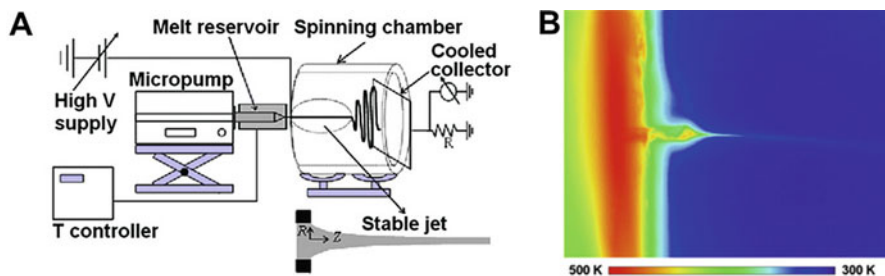 A
Melt reservoir
Spinning chamber
Cooled
collector
Micropump
High V
supply
R
T controller
Stable jet
R
Z
B
500 K
300 K